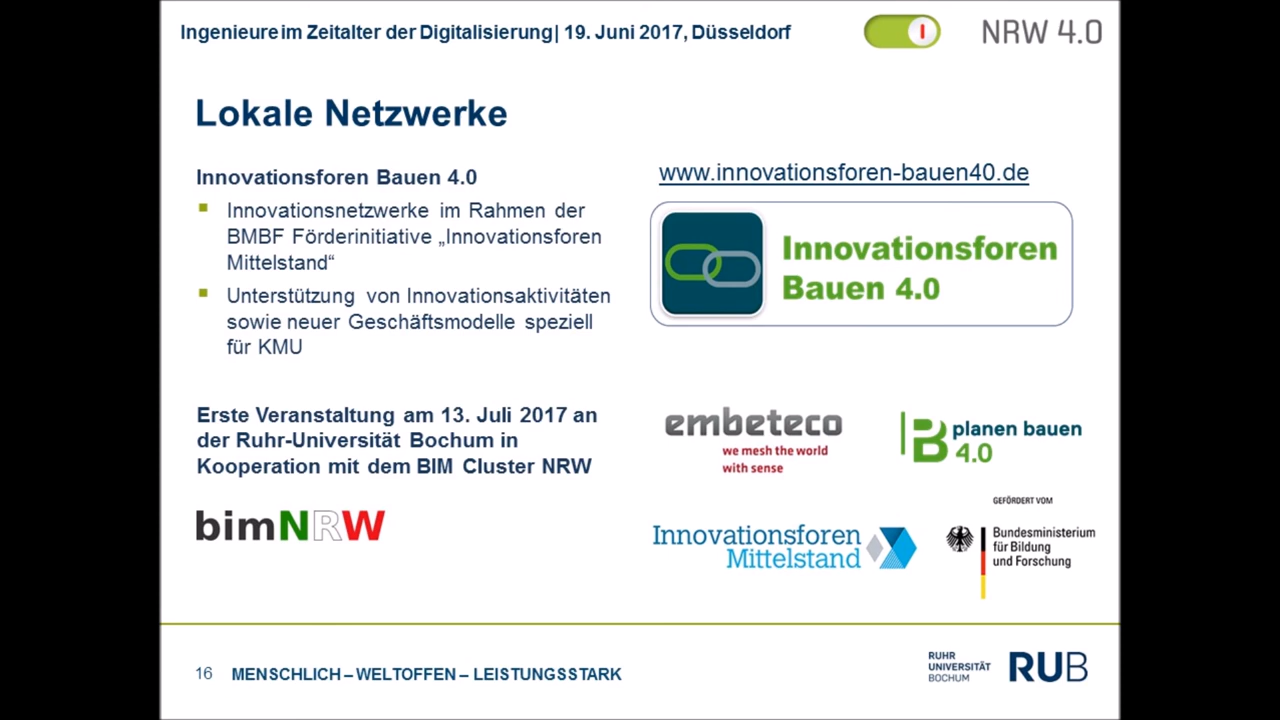 Ingenieure im Zeitalter der Digitalisierung| 19. Juni 2017, Düsseldorf
NRW 4.0
Lokale Netzwerke
Innovationsforen Bauen 4.0
Innovationsnetzwerke im Rahmen der
BMBF Förderinitiative „Innovationsforen
Mittelstand“
Unterstützung von Innovationsaktivitäten
sowie neuer Geschäftsmodelle speziell
für KMU
Erste Veranstaltung am 13. Juli 2017 an
der Ruhr-Universität Bochum in
Kooperation mit dem BIM Cluster NRW
bimNRW
www.innovationsforen-bauen40.de
Innovationsforen
Bauen 4.0
embeteco
we mesh the world
with sense
B planen bauen
4.0
Innovationsforen
Mittelstand
GEFÖRDERT VOM
Bundesministerium
für Bildung
und Forschung
16 MENSCHLICH – WELTOFFEN – LEISTUNGSSTARK
RUHR
UNIVERSITÄT
BOCHUM
RUB